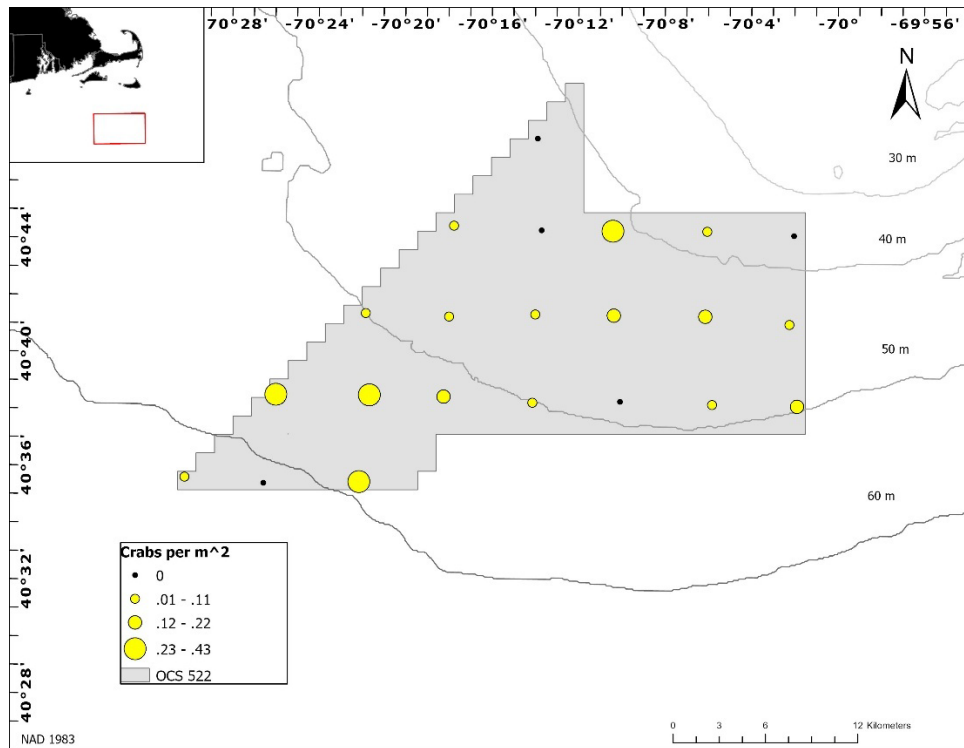 -70°28' -70°24' -70°20' -70°16' -70°12' -70°8' -70°4' -70° -69°56'
N
30 m
40°44'
40 m
40°40'
50 m
40°36'
60 m
40°32'
40°28'
Crabs per m^2
0
.01 - .11
.12 - .22
.23 - .43
OCS 522
NAD 1983
0 3 6 12 Kilometers